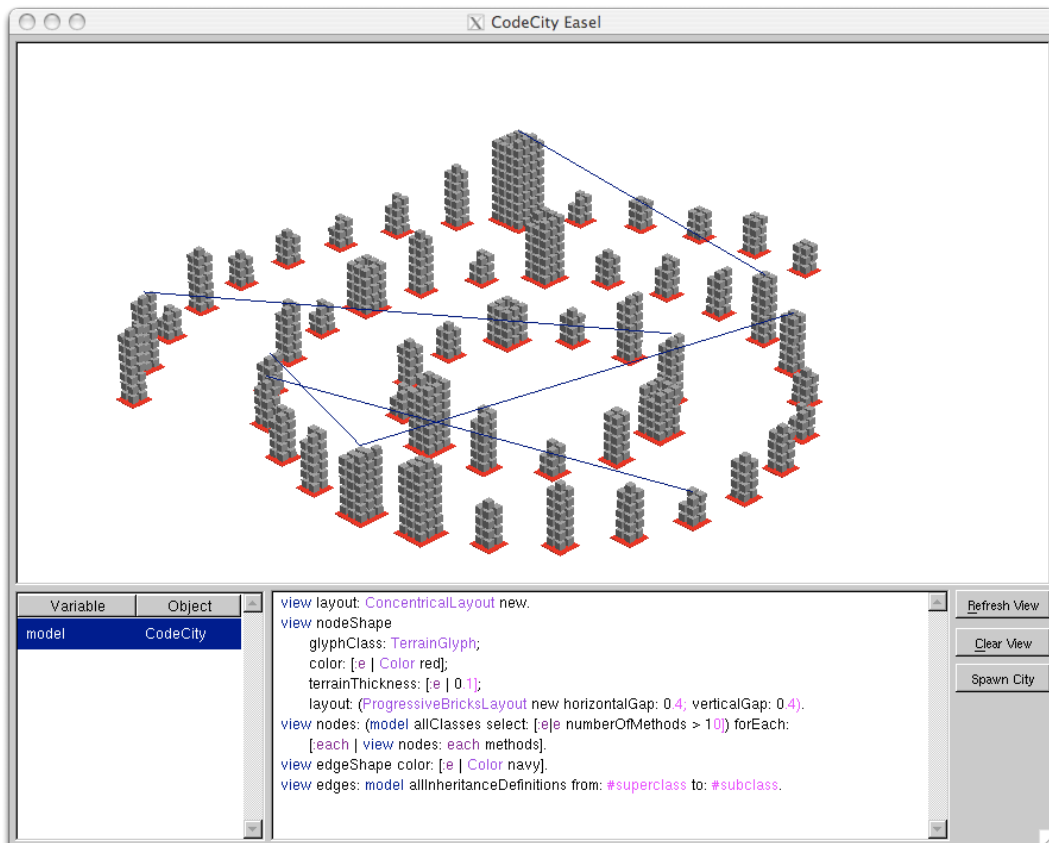 CodeCity Easel
Variable Object
model CodeCity
view layout: ConcentricalLayout new.
view nodeShape
glyphClass: TerrainGlyph;
color: [:e | Color red];
terrainThickness: [:e | 0.1];
layout: (ProgressiveBricksLayout new horizontalGap: 0.4; verticalGap: 0.4).
view nodes: (model allClasses select: [:e|e numberOfMethods > 10]) forEach:
[:each | view nodes: each methods].
view edgeShape color: [:e | Color navy].
view edges: model allInheritanceDefinitions from: #superclass to: #subclass.
Refresh View
Clear View
Spawn City